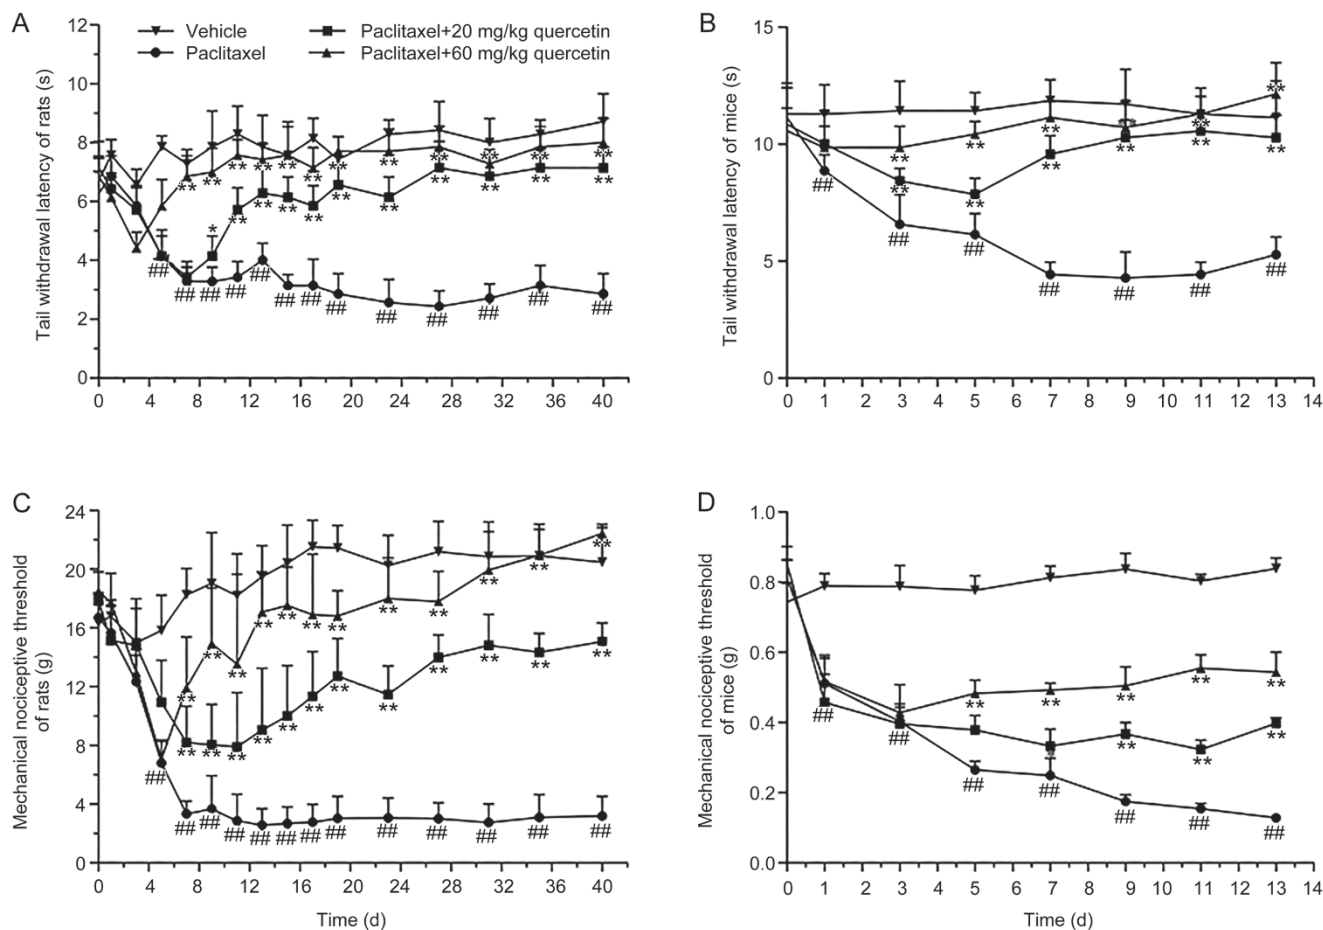 A
Vehicle
Paclitaxel
Paclitaxel+20 mg/kg quercetin
Paclitaxel+60 mg/kg quercetin
Tail withdrawal latency of rats (s)
12
10
8
6
4
2
0
** ** ** ** ** ** ** ** ** ** ** **
* ** ** ** ** ** ** ** ** ** **
## ## ## ## ## ## ## ## ## ## ## ## ##
0 4 8 12 16 20 24 28 32 36 40
B
Tail withdrawal latency of mice (s)
15
10
5
0
** ** ** ** ** **
** ** ** ** ** **
## ## ## ## ## ## ##
0 1 2 3 4 5 6 7 8 9 10 11 12 13 14
C
Mechanical nociceptive threshold
of rats (g)
24
20
16
12
8
4
0
** ** ** ** ** ** ** ** ** ** ** **
** ** ** ** ** ** ** ** ** ** ** **
## ## ## ## ## ## ## ## ## ## ## ## ##
0 4 8 12 16 20 24 28 32 36 40
Time (d)
D
Mechanical nociceptive threshold
of mice (g)
1.0
0.8
0.6
0.4
0.2
0.0
** ** ** ** **
* ** ** **
## ## ## ## ## ## ##
0 1 2 3 4 5 6 7 8 9 10 11 12 13 14
Time (d)